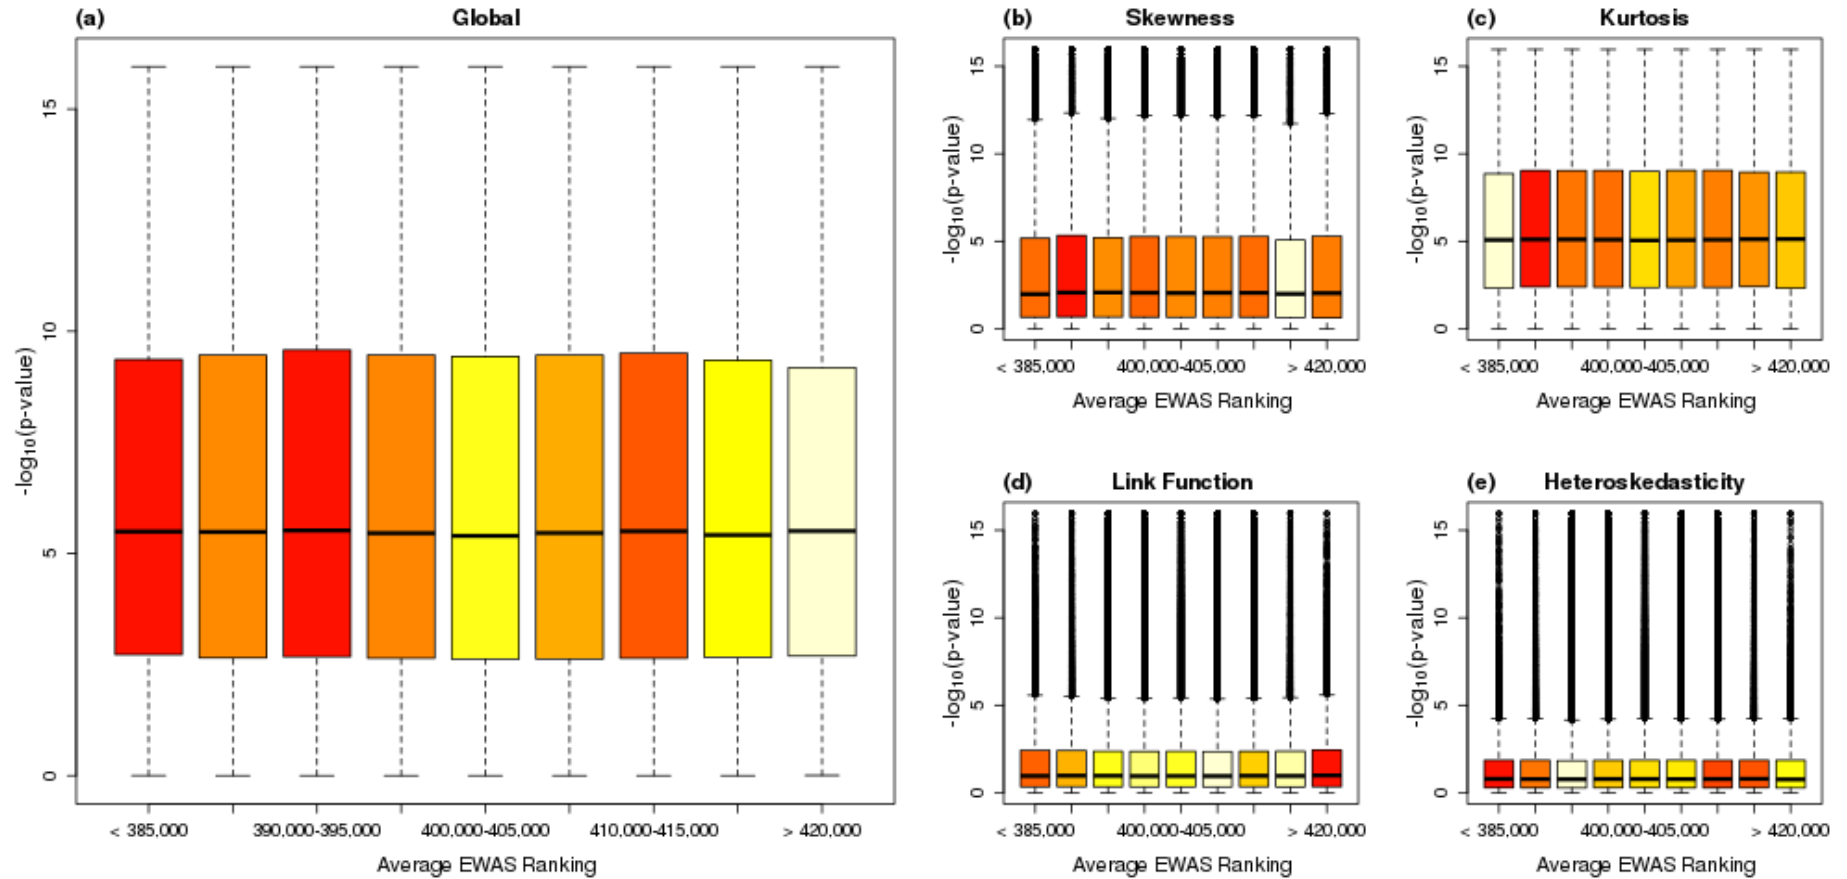 (a) Global
-log10(p-value)
15
10
5
0
< 385,000 390,000-395,000 400,000-405,000 410,000-415,000 > 420,000
Average EWAS Ranking
(b) Skewness
-log10(p-value)
15
10
5
0
< 385,000 400,000-405,000 > 420,000
Average EWAS Ranking
(c) Kurtosis
-log10(p-value)
15
10
5
0
< 385,000 400,000-405,000 > 420,000
Average EWAS Ranking
(d) Link Function
-log10(p-value)
15
10
5
0
< 385,000 400,000-405,000 > 420,000
Average EWAS Ranking
(e) Heteroskedasticity
-log10(p-value)
15
10
5
0
< 385,000 400,000-405,000 > 420,000
Average EWAS Ranking